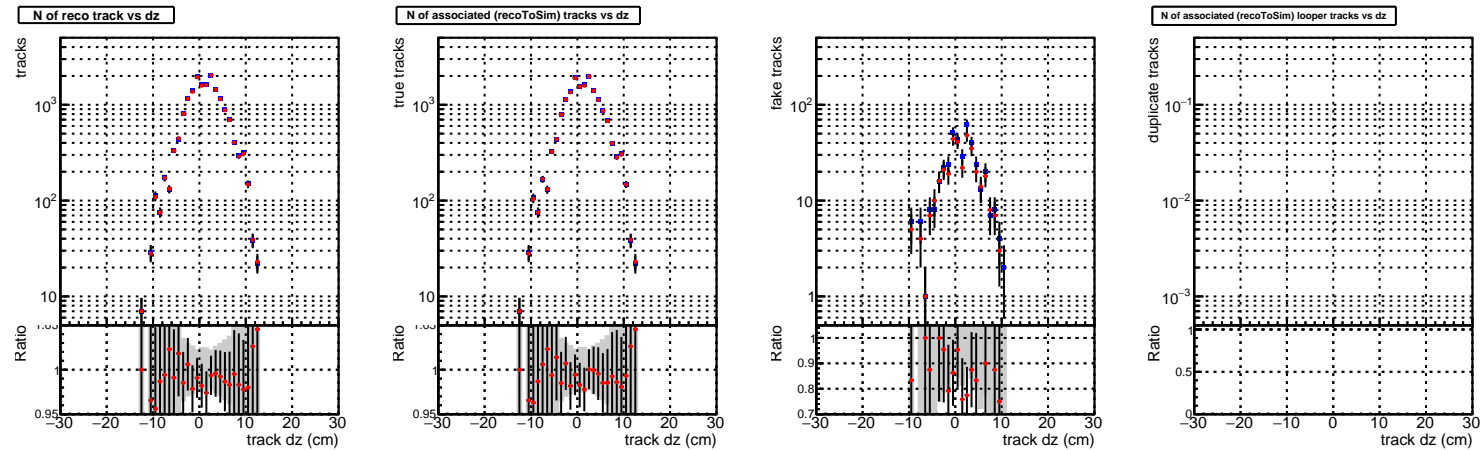 N of reco track vs dz
tracks
10³
10²
10
Ratio
1.05
1
0.95
−30 −20 −10 0 10 20 30
track dz (cm)
N of associated (recoToSim) tracks vs dz
true tracks
10³
10²
10
Ratio
1.05
1
0.95
−30 −20 −10 0 10 20 30
track dz (cm)
fake tracks
10²
10
1
Ratio
1
0.9
0.8
0.7
−30 −20 −10 0 10 20 30
track dz (cm)
N of associated (recoToSim) looper tracks vs dz
duplicate tracks
10⁻¹
10⁻²
10⁻³
Ratio
1
0.5
0
−30 −20 −10 0 10 20 30
track dz (cm)